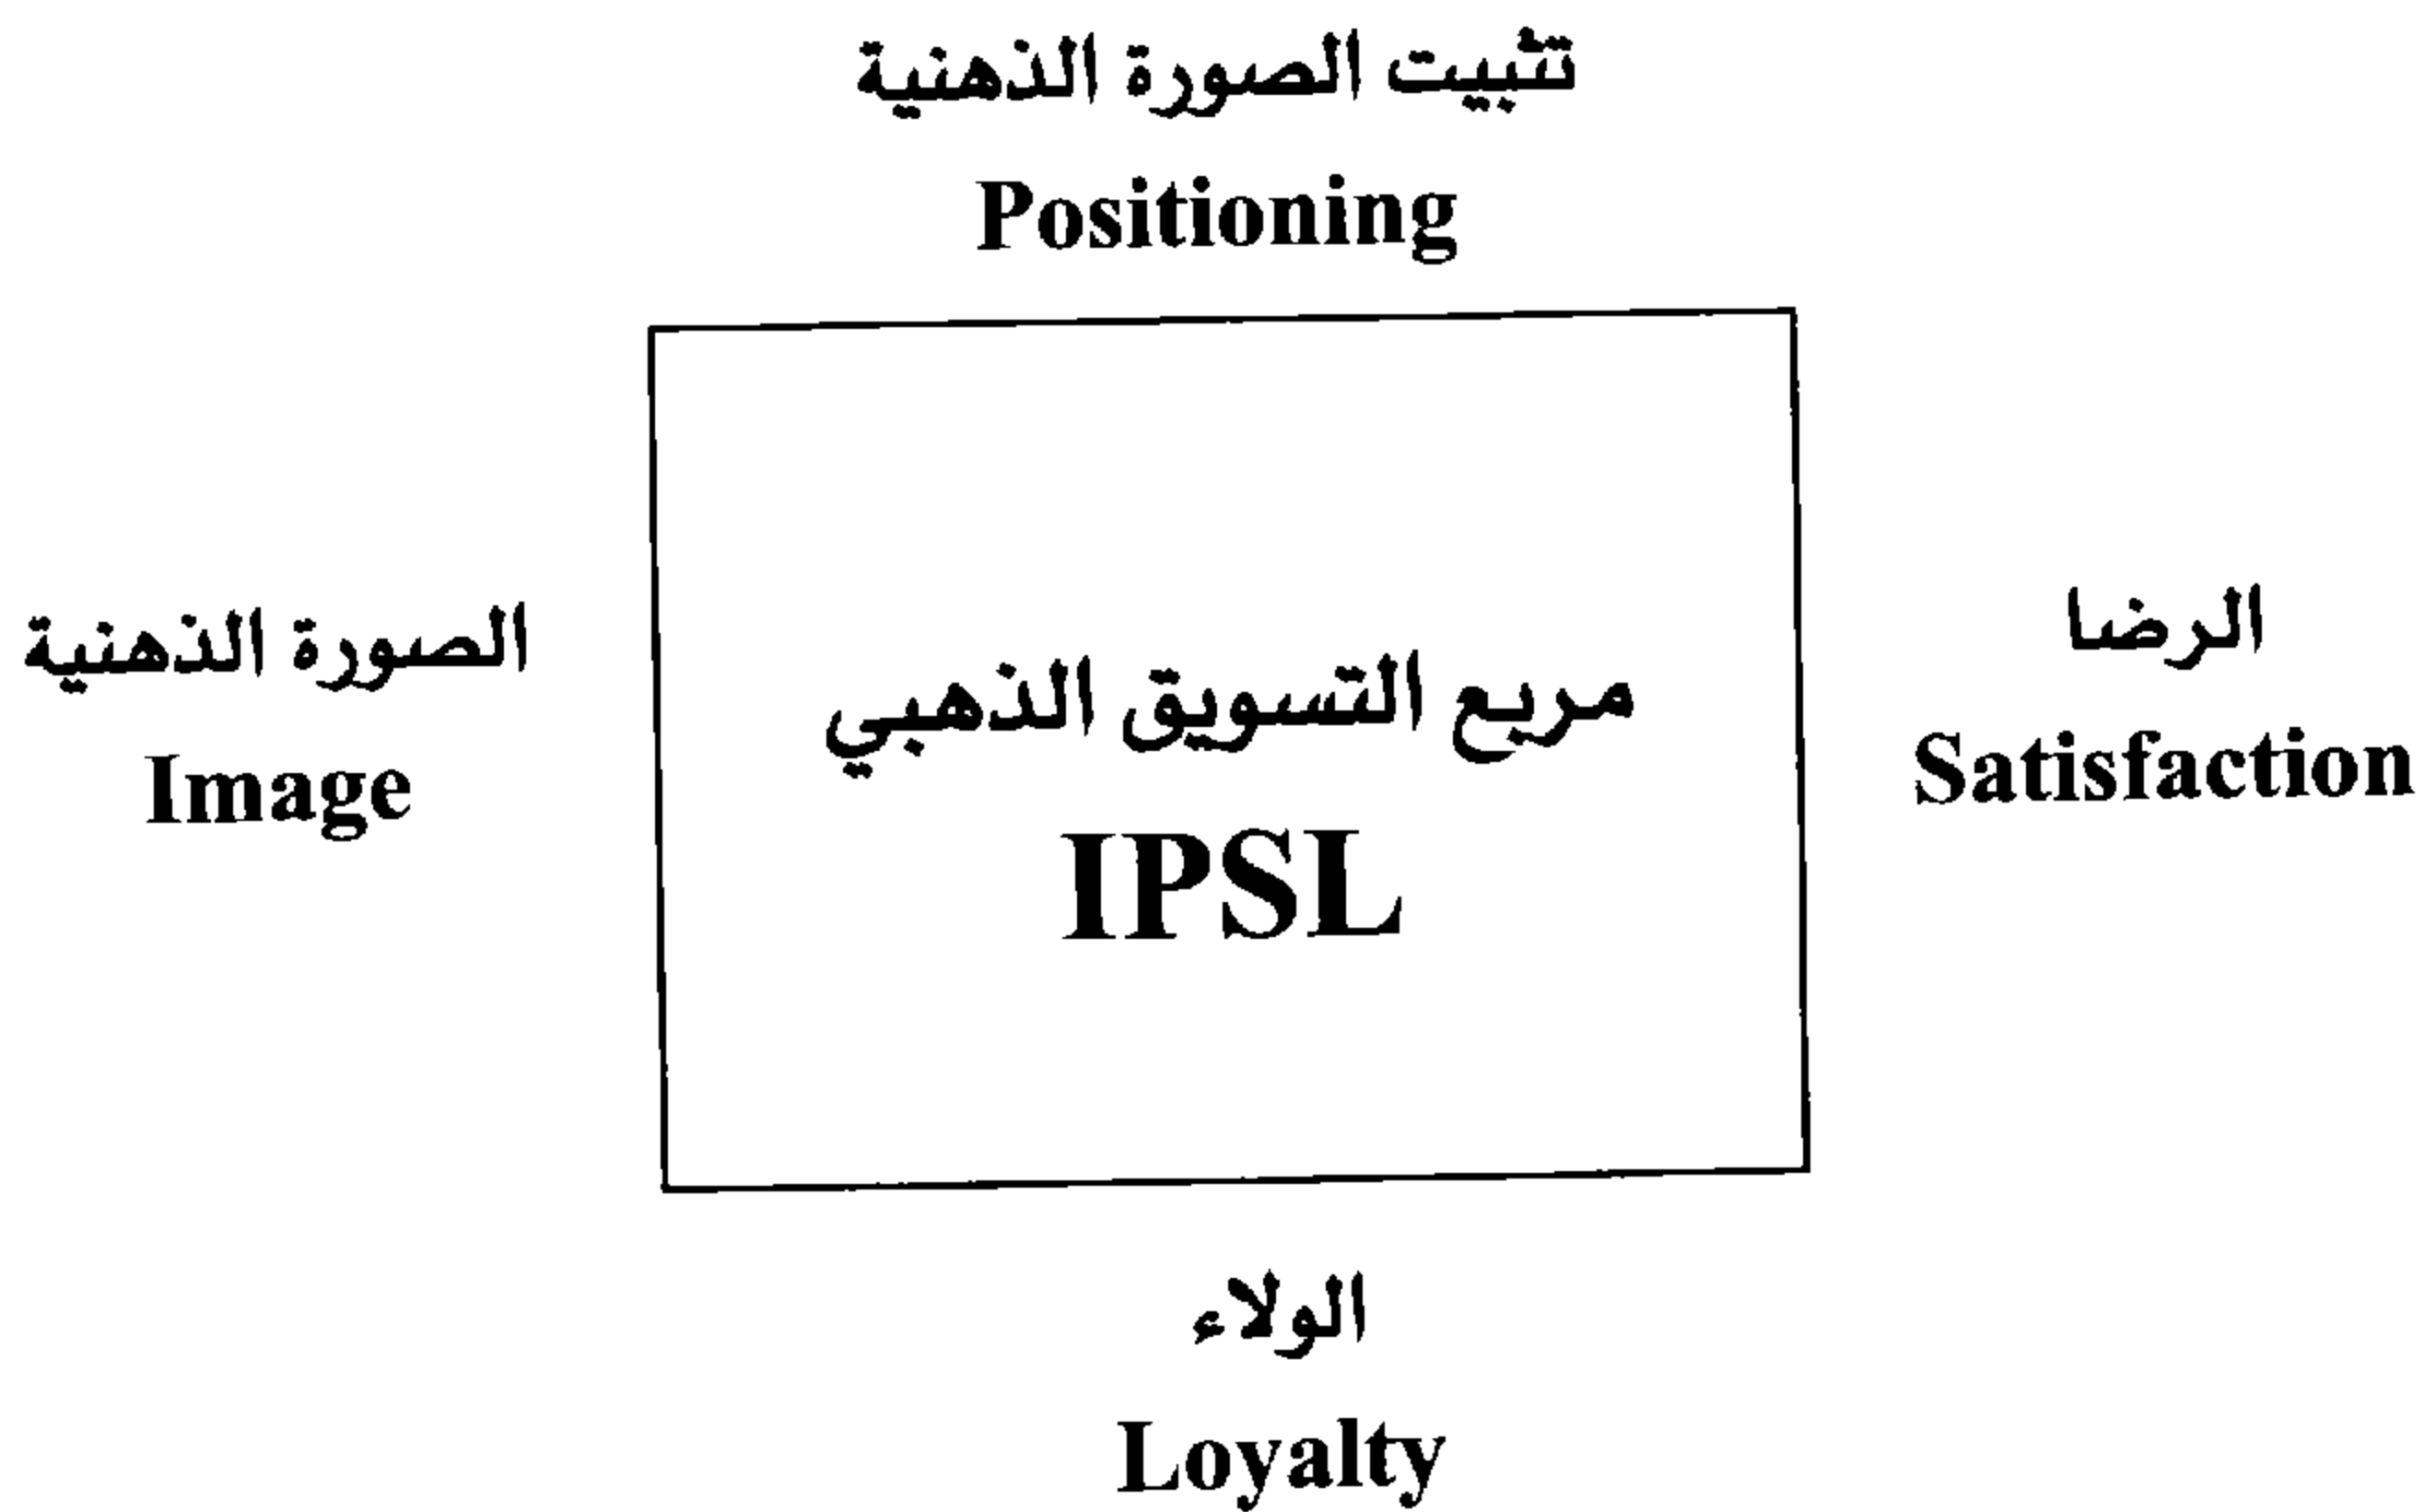 تثبيت الصورة الذهنية
Positioning
الصورة الذهنية
Image
مربع التسويق الذهبي
IPSL
الرضا
Satisfaction
الولاء
Loyalty